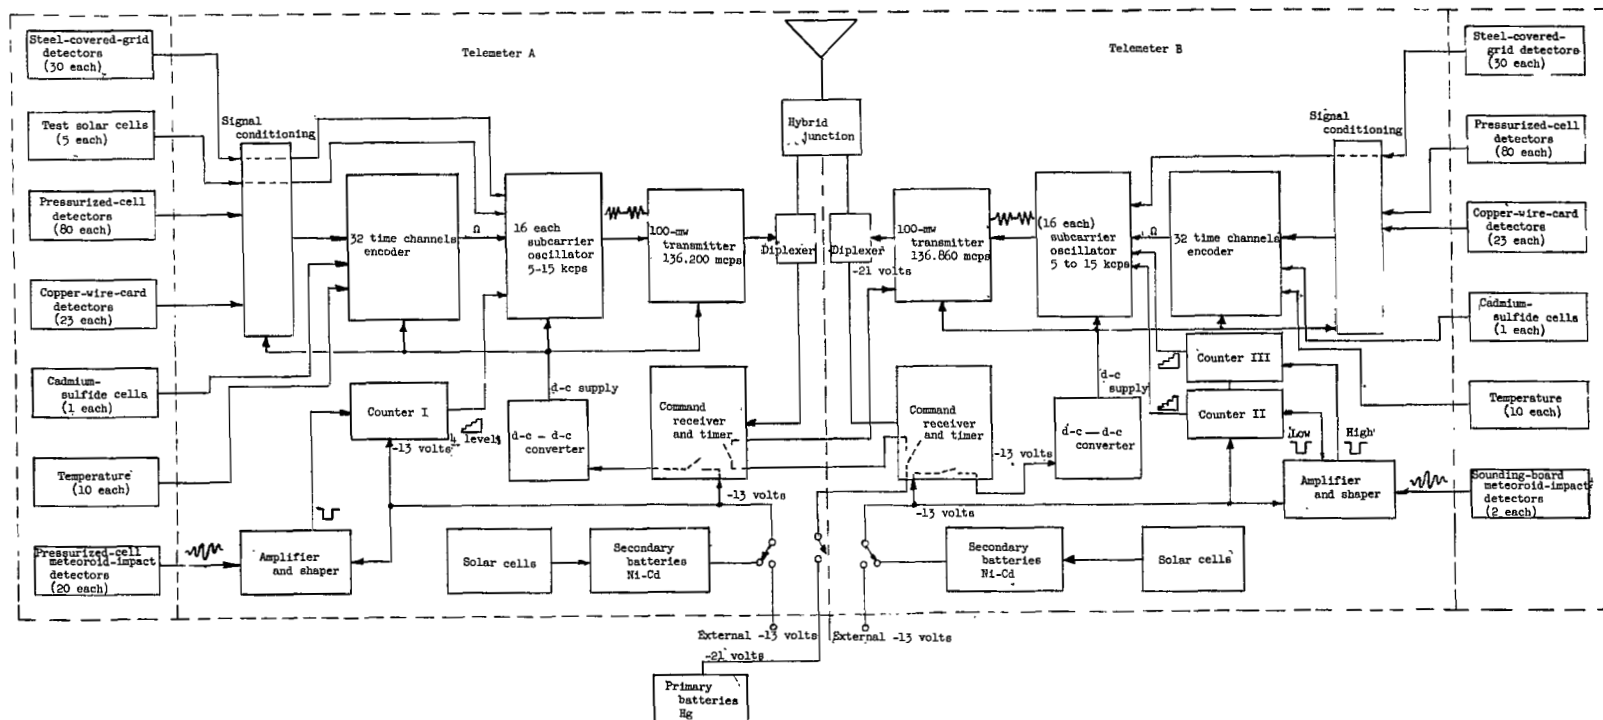 Telemeter A
Telemeter B
Steel-covered-grid
detectors
(30 each)
Test solar cells
(5 each)
Pressurized-cell
detectors
(80 each)
Copper-wire-card
detectors
(23 each)
Cadmium-
sulfide cells
(1 each)
Temperature
(10 each)
Pressurized-cell
meteoroid-impact
detectors
(20 each)
Signal
conditioning
32 time channels
encoder
Ω
16 each
subcarrier
oscillator
5-15 kcps
100-mw
transmitter
136.200 mcps
Hybrid
junction
Diplexer
Diplexer
-21 volts
100-mw
transmitter
136.860 mcps
(16 each)
subcarrier
oscillator
5 to 15 kcps
Ω
32 time channels
encoder
Signal
conditioning
Steel-covered-
grid detectors
(30 each)
Pressurized-cell
detectors
(80 each)
Copper-wire-card
detectors
(23 each)
Cadmium-
sulfide cells
(1 each)
Temperature
(10 each)
Sounding-board
meteoroid-impact
detectors
(2 each)
Counter I
-13 volts
4 levels
d-c supply
d-c - d-c
converter
Command
receiver
and timer
-13 volts
Command
receiver
and timer
-13 volts
-13 volts
d-c
supply
d-c — d-c
converter
Counter III
Counter II
Low
High
Amplifier
and shaper
Amplifier
and shaper
Solar cells
Secondary
batteries
Ni-Cd
Secondary
batteries
Ni-Cd
Solar cells
External -13 volts
External -13 volts
-21 volts
Primary
batteries
Hg